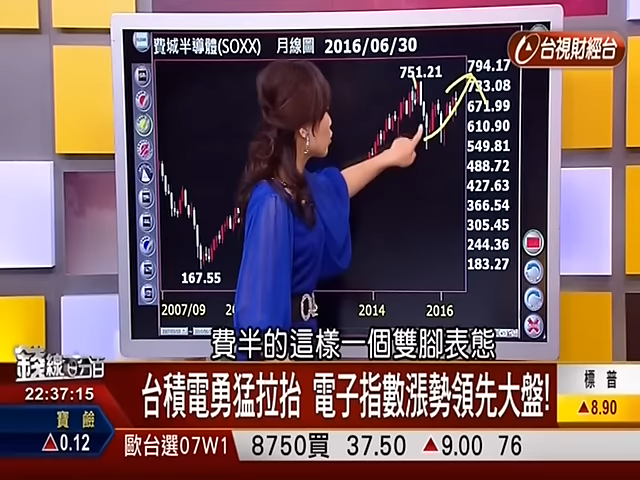 費城半導體(SOXX) 月線圖 2016/06/30
台視財經台
751.21
794.17
733.08
671.99
610.90
549.81
488.72
427.63
366.54
305.45
244.36
183.27
167.55
2007/09
2014
2016
費半的這樣一個雙腳表態
錢線百分百
22:37:15
台積電勇猛拉抬 電子指數漲勢領先大盤!
標普
▲8.90
寶齡
△0.12
歐台選07W1 8750買 37.50 △9.00 76